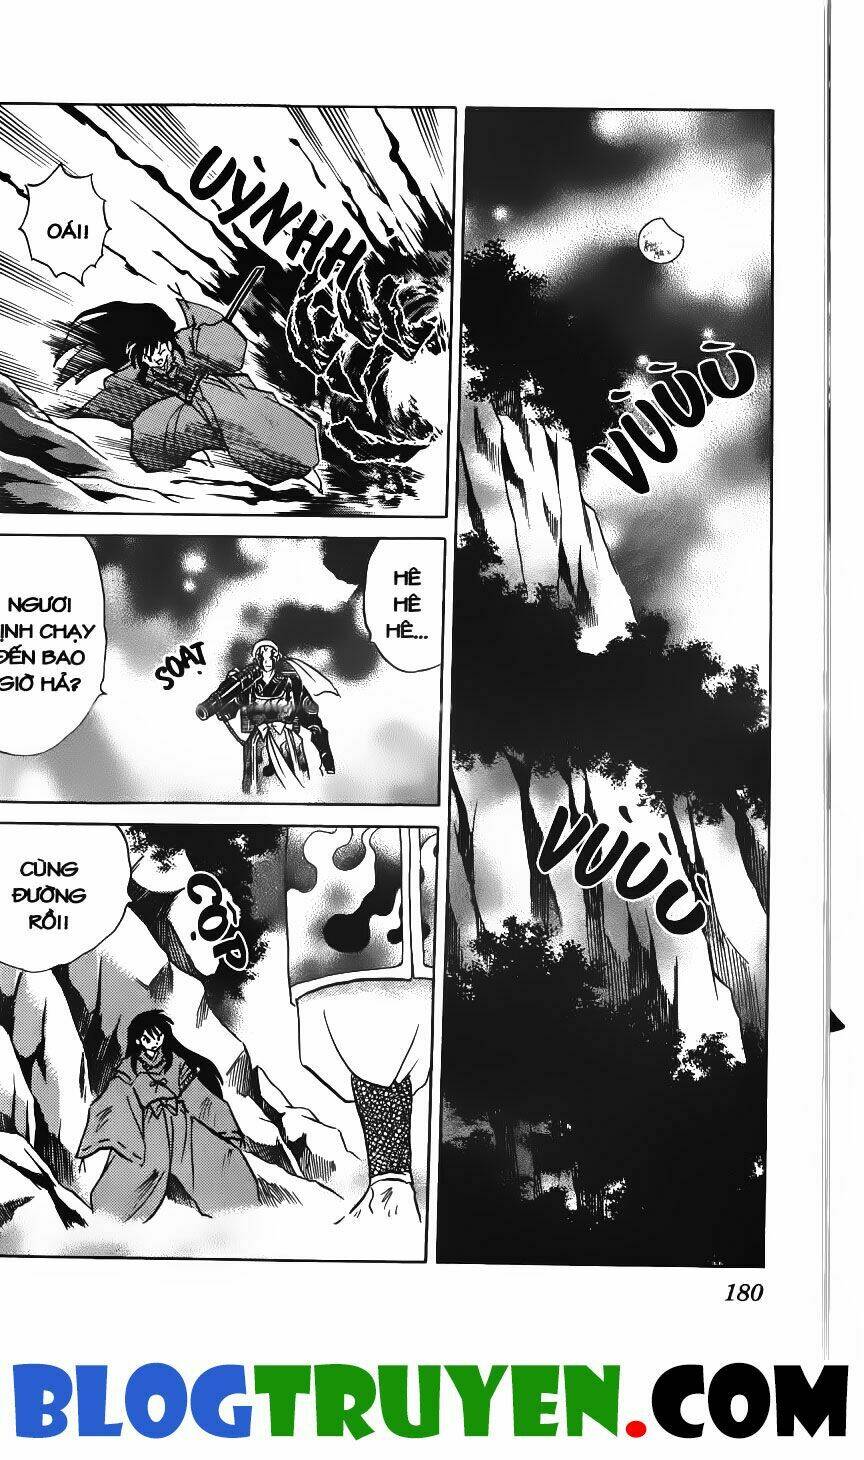 VÙÙÙ
VÙÙÙ
OÁI!
UỲNHH
HÊ
HÊ
HÊ...
SOẠT
NGƯƠI
ỊNH CHẠY
ĐẾN BAO
GIỜ HẢ?
CỘP
CÙNG
ĐƯỜNG
RỒI!
180
BLOGTRUYEN.COM